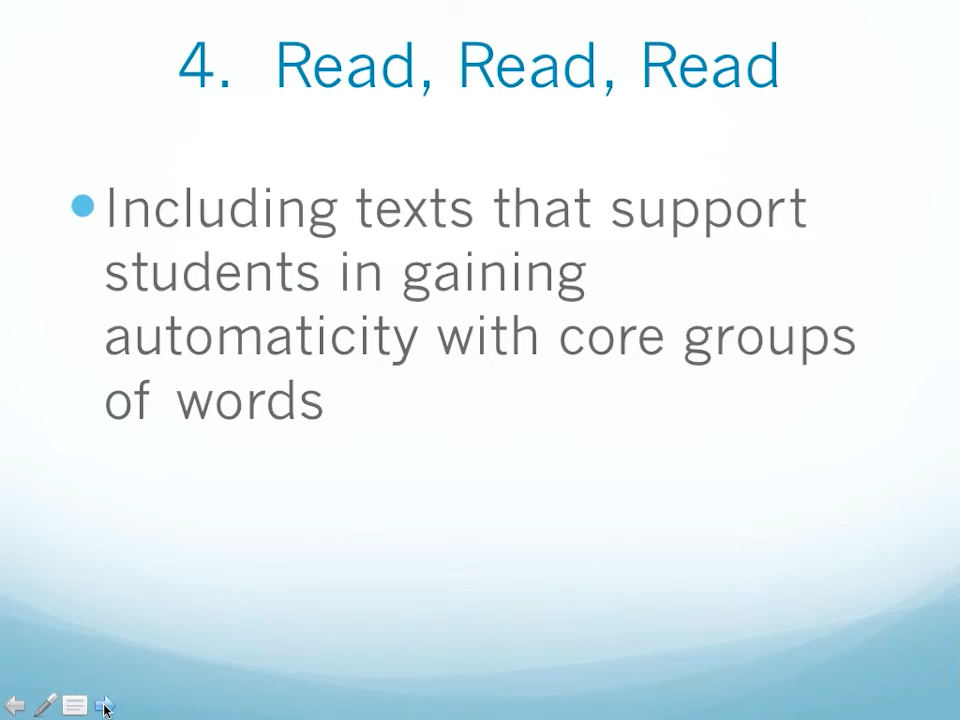 4. Read, Read, Read
Including texts that support
students in gaining
automaticity with core groups
of words